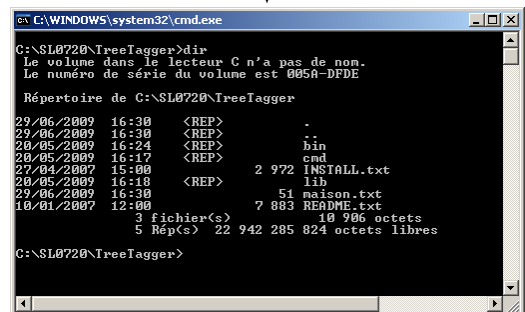 C:\WINDOWS\system32\cmd.exe
C:\SL0720\TreeTagger>dir
Le volume dans le lecteur C n'a pas de nom.
Le numéro de série du volume est 005A-DFDE
Répertoire de C:\SL0720\TreeTagger
29/06/2009 16:30 <REP> .
29/06/2009 16:30 <REP> ..
20/05/2009 16:24 <REP> bin
20/05/2009 16:17 <REP> cmd
27/04/2007 15:00 2 972 INSTALL.txt
20/05/2009 16:18 <REP> lib
29/06/2009 16:30 51 maison.txt
10/01/2007 12:00 7 883 README.txt
3 fichier(s) 10 906 octets
5 Rép(s) 22 942 285 824 octets libres
C:\SL0720\TreeTagger>